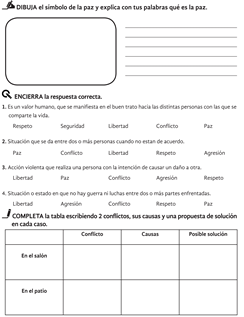 DIBUJA el símbolo de la paz y explica con tus palabras qué es la paz.
ENCIERRA la respuesta correcta.
1. Es un valor humano, que se manifiesta en el buen trato hacia las distintas personas con las que se
comparte la vida.
Respeto Seguridad Libertad Conflicto Paz
2. Situación que se da entre dos o más personas cuando no estan de acuerdo.
Paz Conflicto Libertad Respeto Agresión
3. Acción violenta que realiza una persona con la intención de causar un daño a otra.
Libertad Paz Conflicto Agresión Respeto
4. Situación o estado en que no hay guerra ni luchas entre dos o más partes enfrentadas.
Libertad Agresión Conflicto Respeto Paz
COMPLETA la tabla escribiendo 2 conflictos, sus causas y una propuesta de solución
en cada caso.
Conflicto Causas Posible solución
En el salón
En el patio